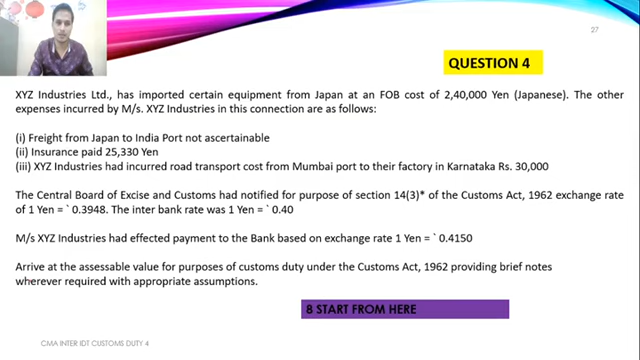 27
QUESTION 4
XYZ Industries Ltd., has imported certain equipment from Japan at an FOB cost of 2,40,000 Yen (Japanese). The other
expenses incurred by M/s. XYZ Industries in this connection are as follows:
(i) Freight from Japan to India Port not ascertainable
(ii) Insurance paid 25,330 Yen
(iii) XYZ Industries had incurred road transport cost from Mumbai port to their factory in Karnataka Rs. 30,000
The Central Board of Excise and Customs had notified for purpose of section 14(3)* of the Customs Act, 1962 exchange rate
of 1 Yen = ` 0.3948. The inter bank rate was 1 Yen = ` 0.40
M/s XYZ Industries had effected payment to the Bank based on exchange rate 1 Yen = ` 0.4150
Arrive at the assessable value for purposes of customs duty under the Customs Act, 1962 providing brief notes
wherever required with appropriate assumptions.
8 START FROM HERE
CMA INTER IDT CUSTOMS DUTY 4